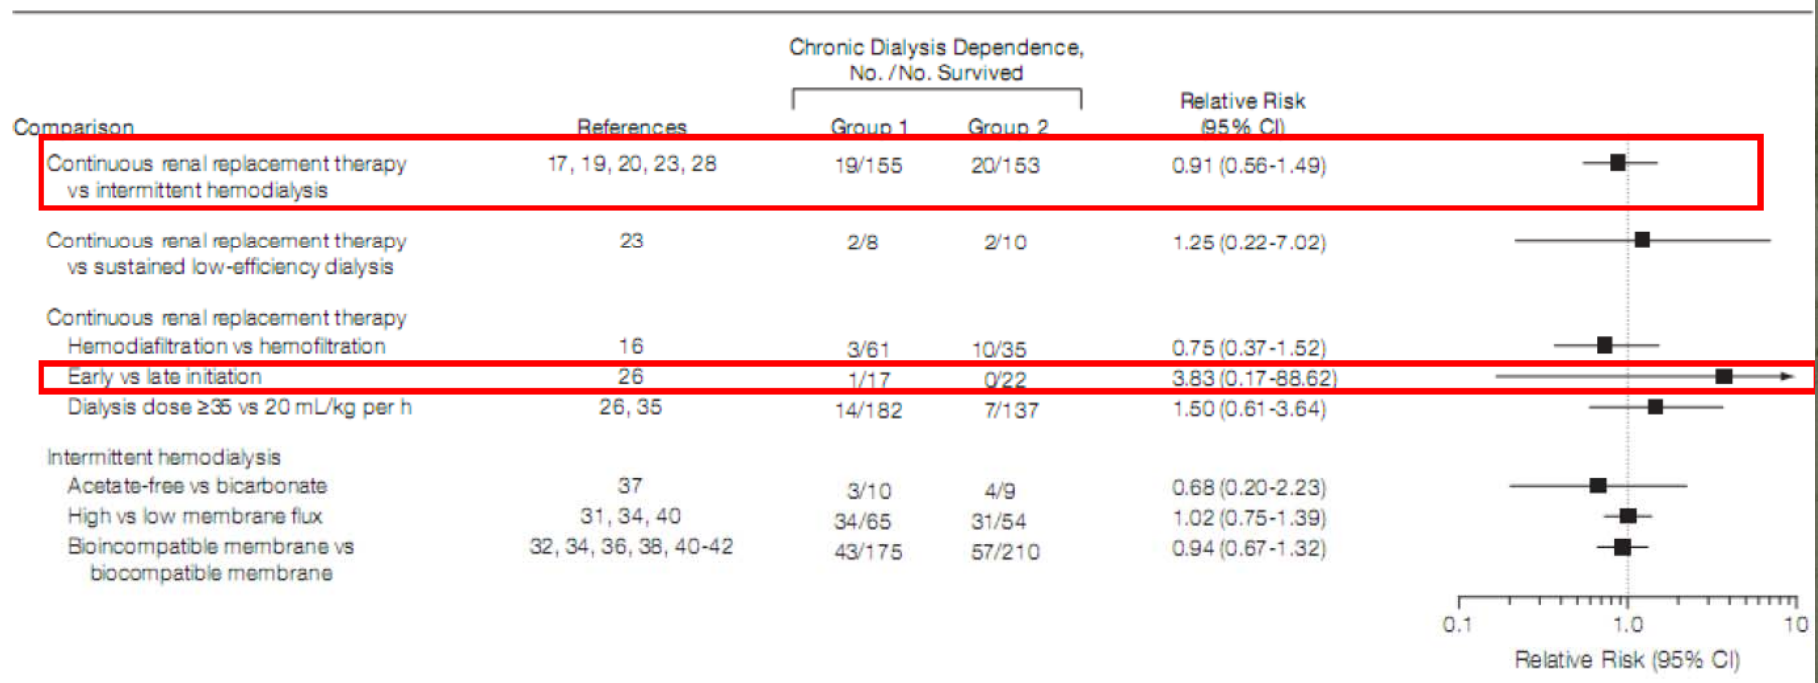 Chronic Dialysis Dependence,
No./No. Survived
Relative Risk
Comparison References Group 1 Group 2 (95% CI)
Continuous renal replacement therapy 17, 19, 20, 23, 28 19/155 20/153 0.91 (0.56-1.49)
vs intermittent hemodialysis
Continuous renal replacement therapy 23 2/8 2/10 1.25 (0.22-7.02)
vs sustained low-efficiency dialysis
Continuous renal replacement therapy
Hemodiafiltration vs hemofiltration 16 3/61 10/35 0.75 (0.37-1.52)
Early vs late initiation 26 1/17 0/22 3.83 (0.17-88.62)
Dialysis dose ≥35 vs 20 mL/kg per h 26, 35 14/182 7/137 1.50 (0.61-3.64)
Intermittent hemodialysis
Acetate-free vs bicarbonate 37 3/10 4/9 0.68 (0.20-2.23)
High vs low membrane flux 31, 34, 40 34/65 31/54 1.02 (0.75-1.39)
Bioincompatible membrane vs 32, 34, 36, 38, 40-42 43/175 57/210 0.94 (0.67-1.32)
biocompatible membrane
0.1 1.0 10
Relative Risk (95% CI)